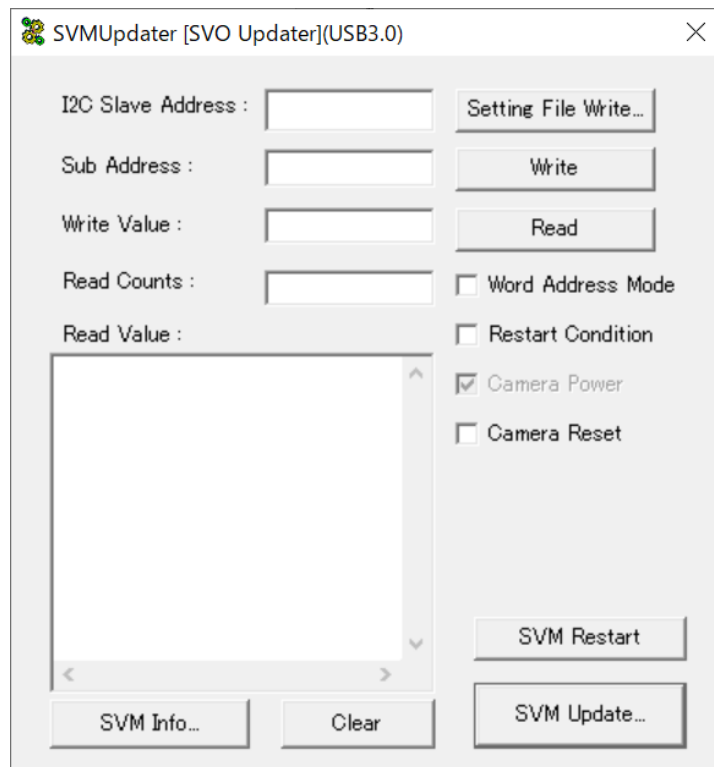 SVMUpdater [SVO Updater](USB3.0)
I2C Slave Address :
Setting File Write...
Sub Address :
Write
Write Value :
Read
Read Counts :
Word Address Mode
Read Value :
Restart Condition
Camera Power
Camera Reset
SVM Restart
SVM Info...
Clear
SVM Update...